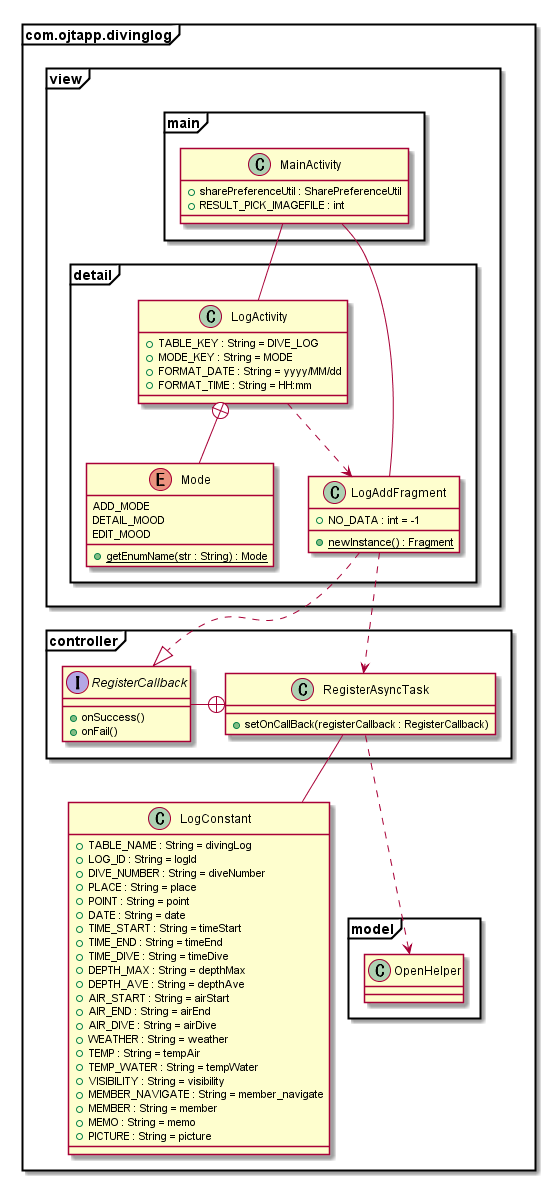 com.ojtapp.divinglog
view
main
C MainActivity
sharePreferenceUtil : SharePreferenceUtil
RESULT_PICK_IMAGEFILE : int
detail
C LogActivity
TABLE_KEY : String = DIVE_LOG
MODE_KEY : String = MODE
FORMAT_DATE : String = yyyy/MM/dd
FORMAT_TIME : String = HH:mm
E Mode
ADD_MODE
DETAIL_MOOD
EDIT_MOOD
getEnumName(str : String) : Mode
C LogAddFragment
NO_DATA : int = -1
newInstance() : Fragment
controller
I RegisterCallback
onSuccess()
onFail()
C RegisterAsyncTask
setOnCallBack(registerCallback : RegisterCallback)
C LogConstant
TABLE_NAME : String = divingLog
LOG_ID : String = logId
DIVE_NUMBER : String = diveNumber
PLACE : String = place
POINT : String = point
DATE : String = date
TIME_START : String = timeStart
TIME_END : String = timeEnd
TIME_DIVE : String = timeDive
DEPTH_MAX : String = depthMax
DEPTH_AVE : String = depthAve
AIR_START : String = airStart
AIR_END : String = airEnd
AIR_DIVE : String = airDive
WEATHER : String = weather
TEMP : String = tempAir
TEMP_WATER : String = tempWater
VISIBILITY : String = visibility
MEMBER_NAVIGATE : String = member_navigate
MEMBER : String = member
MEMO : String = memo
PICTURE : String = picture
model
C OpenHelper